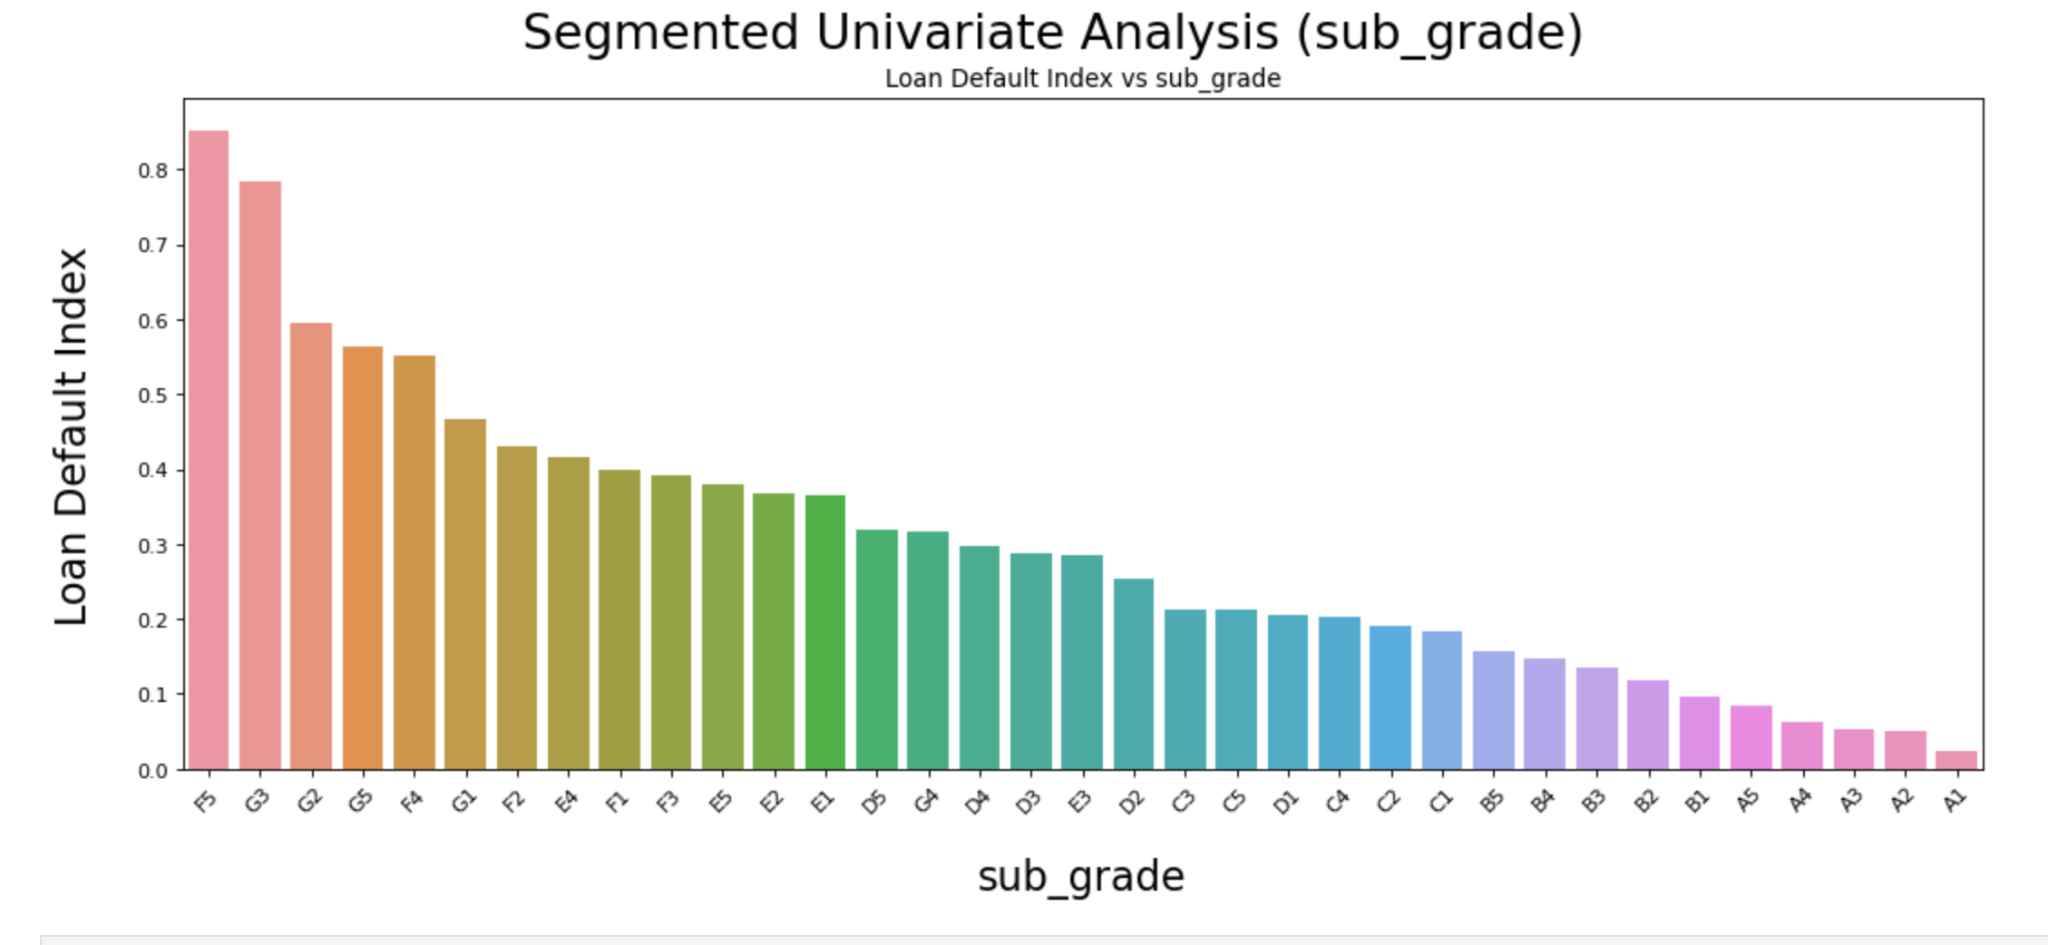 Segmented Univariate Analysis (sub_grade)
Loan Default Index vs sub_grade
Loan Default Index
0.8
0.7
0.6
0.5
0.4
0.3
0.2
0.1
0.0
F5 G3 G2 G5 F4 G1 F2 E4 F1 F3 E5 E2 E1 D5 G4 D4 D3 E3 D2 C3 C5 D1 C4 C2 C1 B5 B4 B3 B2 B1 A5 A4 A3 A2 A1
sub_grade